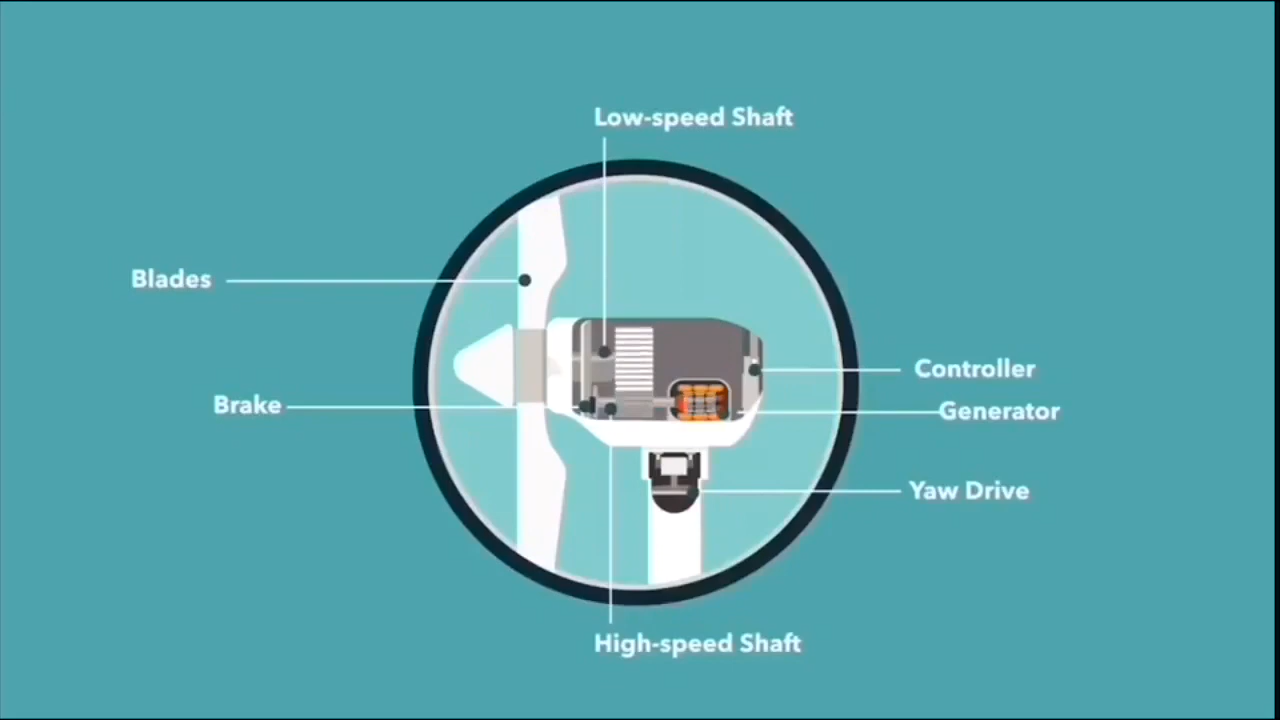 Low-speed Shaft
Blades
Controller
Brake
Generator
Yaw Drive
High-speed Shaft